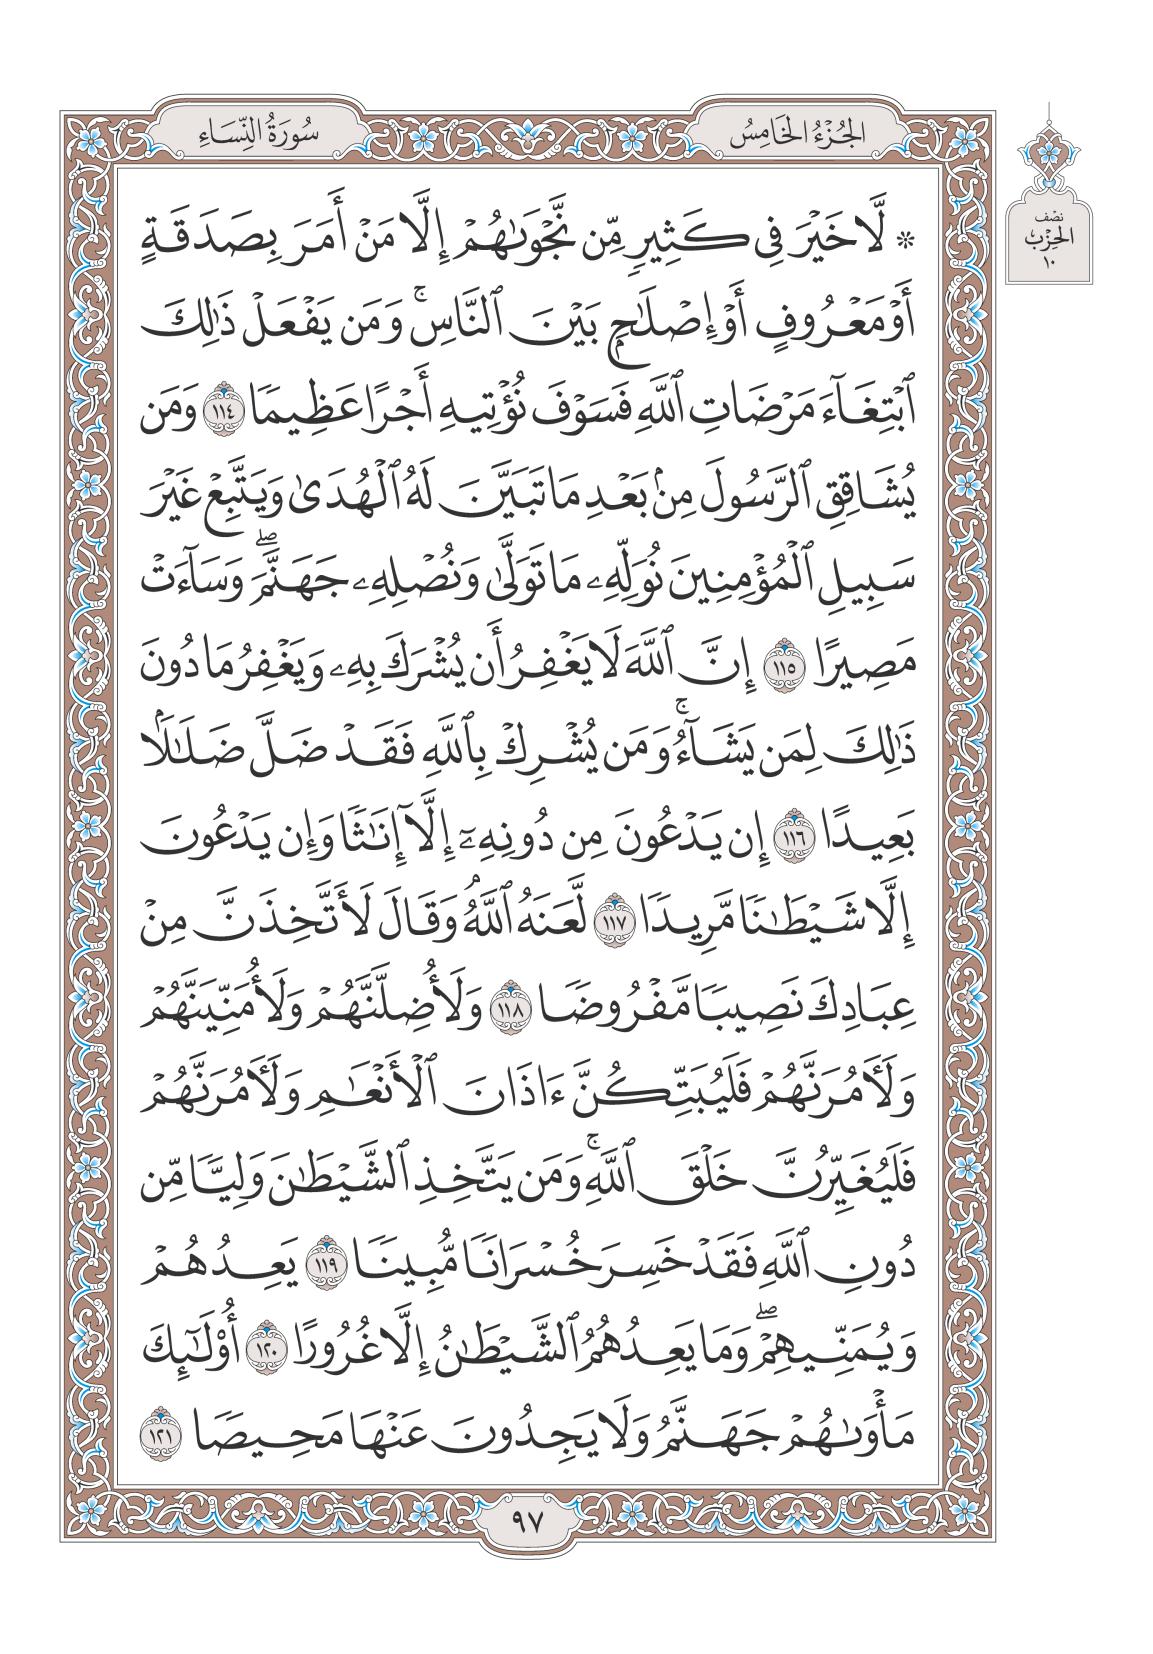 الجُزْءُ الخَامِسُ
سُورَةُ النِّسَاءِ
نصف
الحِزْب
١٠
* لَّا خَيْرَ فِي كَثِيرٍ مِّن نَّجْوَىٰهُمْ إِلَّا مَنْ أَمَرَ بِصَدَقَةٍ
أَوْ مَعْرُوفٍ أَوْ إِصْلَٰحٍۭ بَيْنَ ٱلنَّاسِۚ وَمَن يَفْعَلْ ذَٰلِكَ
ٱبْتِغَآءَ مَرْضَاتِ ٱللَّهِ فَسَوْفَ نُؤْتِيهِ أَجْرًا عَظِيمًا ١١٤ وَمَن
يُشَاقِقِ ٱلرَّسُولَ مِنۢ بَعْدِ مَا تَبَيَّنَ لَهُ ٱلْهُدَىٰ وَيَتَّبِعْ غَيْرَ
سَبِيلِ ٱلْمُؤْمِنِينَ نُوَلِّهِۦ مَا تَوَلَّىٰ وَنُصْلِهِۦ جَهَنَّمَۖ وَسَآءَتْ
مَصِيرًا ١١٥ إِنَّ ٱللَّهَ لَا يَغْفِرُ أَن يُشْرَكَ بِهِۦ وَيَغْفِرُ مَا دُونَ
ذَٰلِكَ لِمَن يَشَآءُۚ وَمَن يُشْرِكْ بِٱللَّهِ فَقَدْ ضَلَّ ضَلَٰلًۢا
بَعِيدًا ١١٦ إِن يَدْعُونَ مِن دُونِهِۦٓ إِلَّآ إِنَٰثًا وَإِن يَدْعُونَ
إِلَّا شَيْطَٰنًا مَّرِيدًا ١١٧ لَّعَنَهُ ٱللَّهُۘ وَقَالَ لَأَتَّخِذَنَّ مِنْ
عِبَادِكَ نَصِيبًا مَّفْرُوضًا ١١٨ وَلَأُضِلَّنَّهُمْ وَلَأُمَنِّيَنَّهُمْ
وَلَءَامُرَنَّهُمْ فَلَيُبَتِّكُنَّ ءَاذَانَ ٱلْأَنْعَٰمِ وَلَءَامُرَنَّهُمْ
فَلَيُغَيِّرُنَّ خَلْقَ ٱللَّهِۚ وَمَن يَتَّخِذِ ٱلشَّيْطَٰنَ وَلِيًّا مِّن
دُونِ ٱللَّهِ فَقَدْ خَسِرَ خُسْرَانًا مُّبِينًا ١١٩ يَعِدُهُمْ
وَيُمَنِّيهِمْۖ وَمَا يَعِدُهُمُ ٱلشَّيْطَٰنُ إِلَّا غُرُورًا ١٢٠ أُوْلَٰٓئِكَ
مَأْوَىٰهُمْ جَهَنَّمُ وَلَا يَجِدُونَ عَنْهَا مَحِيصًا ١٢١
٩٧